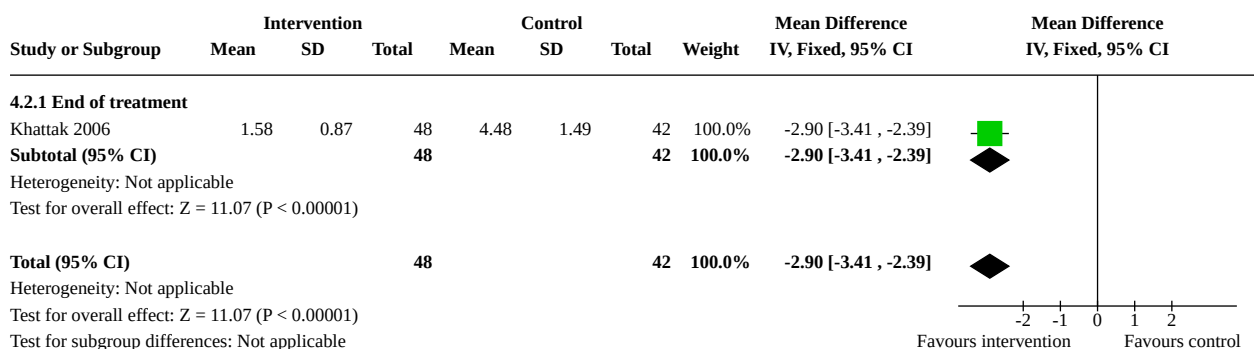 Intervention Control Mean Difference Mean Difference
Study or Subgroup Mean SD Total Mean SD Total Weight IV, Fixed, 95% CI IV, Fixed, 95% CI
4.2.1 End of treatment
Khattak 2006 1.58 0.87 48 4.48 1.49 42 100.0% -2.90 [-3.41 , -2.39]
Subtotal (95% CI) 48 42 100.0% -2.90 [-3.41 , -2.39]
Heterogeneity: Not applicable
Test for overall effect: Z = 11.07 (P < 0.00001)
Total (95% CI) 48 42 100.0% -2.90 [-3.41 , -2.39]
Heterogeneity: Not applicable
Test for overall effect: Z = 11.07 (P < 0.00001) -2 -1 0 1 2
Test for subgroup differences: Not applicable Favours intervention Favours control